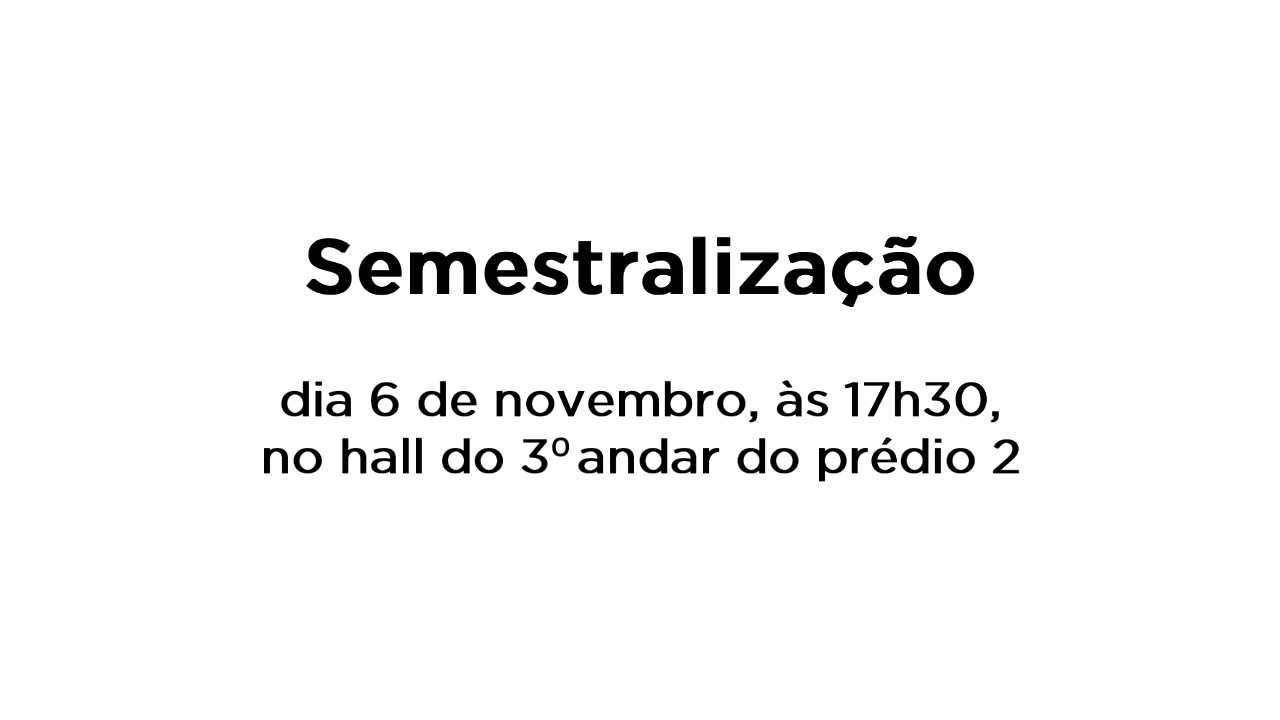 Semestralização
dia 6 de novembro, às 17h30,
no hall do 3º andar do prédio 2